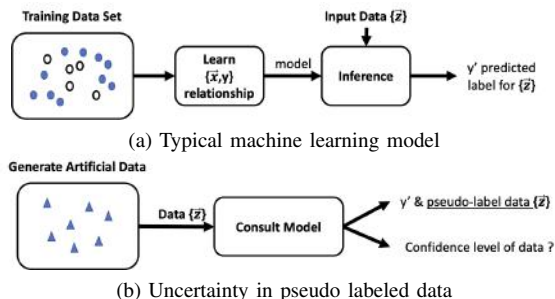 Training Data Set
Input Data {z⃗}
Learn
{x⃗,y}
relationship
model
Inference
y' predicted
label for {z⃗}
(a) Typical machine learning model
Generate Artificial Data
Data {z⃗}
Consult Model
y' & pseudo-label data {z⃗}
Confidence level of data ?
(b) Uncertainty in pseudo labeled data